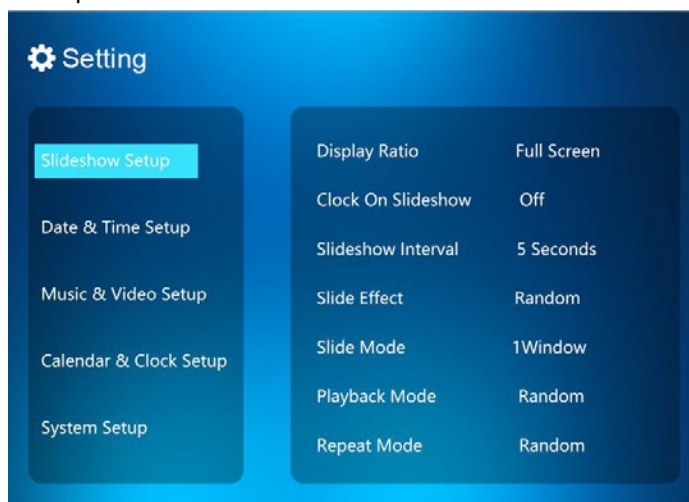 Setting
Slideshow Setup
Date & Time Setup
Music & Video Setup
Calendar & Clock Setup
System Setup
Display Ratio Full Screen
Clock On Slideshow Off
Slideshow Interval 5 Seconds
Slide Effect Random
Slide Mode 1Window
Playback Mode Random
Repeat Mode Random